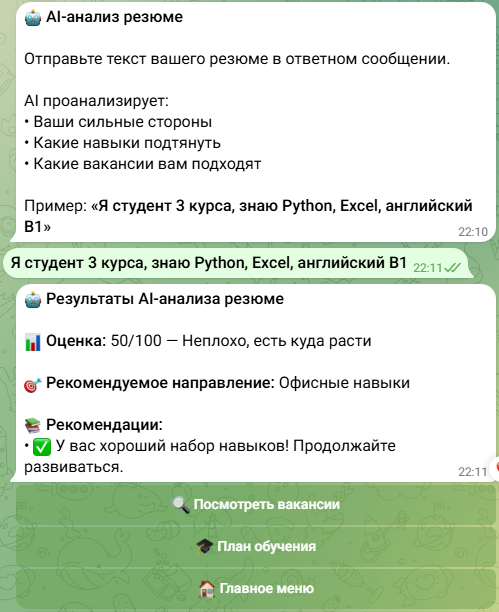 🤖 AI-анализ резюме
Отправьте текст вашего резюме в ответном сообщении.
AI проанализирует:
• Ваши сильные стороны
• Какие навыки подтянуть
• Какие вакансии вам подходят
Пример: «Я студент 3 курса, знаю Python, Excel, английский
B1»
22:10
Я студент 3 курса, знаю Python, Excel, английский B1 22:11
🤖 Результаты AI-анализа резюме
📊 Оценка: 50/100 — Неплохо, есть куда расти
🎯 Рекомендуемое направление: Офисные навыки
📚 Рекомендации:
• ✅ У вас хороший набор навыков! Продолжайте
развиваться.
22:11
🔍 Посмотреть вакансии
🎓 План обучения
🏠 Главное меню